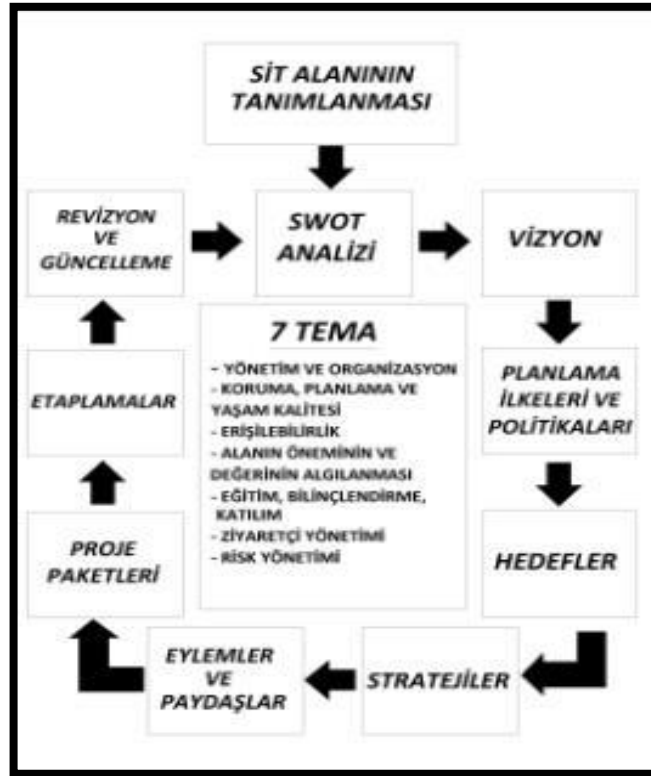 SİT ALANININ
TANIMLANMASI
REVİZYON
VE
GÜNCELLEME
SWOT
ANALİZİ
VİZYON
7 TEMA
- YÖNETİM VE ORGANİZASYON
- KORUMA, PLANLAMA VE
YAŞAM KALİTESİ
- ERİŞİLEBİLİRLİK
- ALANIN ÖNEMİNİN VE
DEĞERİNİN ALGILANMASI
- EĞİTİM, BİLİNÇLENDİRME,
KATILIM
- ZİYARETÇİ YÖNETİMİ
- RİSK YÖNETİMİ
PLANLAMA
İLKELERİ VE
POLİTİKALARI
ETAPLAMALAR
PROJE
PAKETLERİ
HEDEFLER
EYLEMLER
VE
PAYDAŞLAR
STRATEJİLER